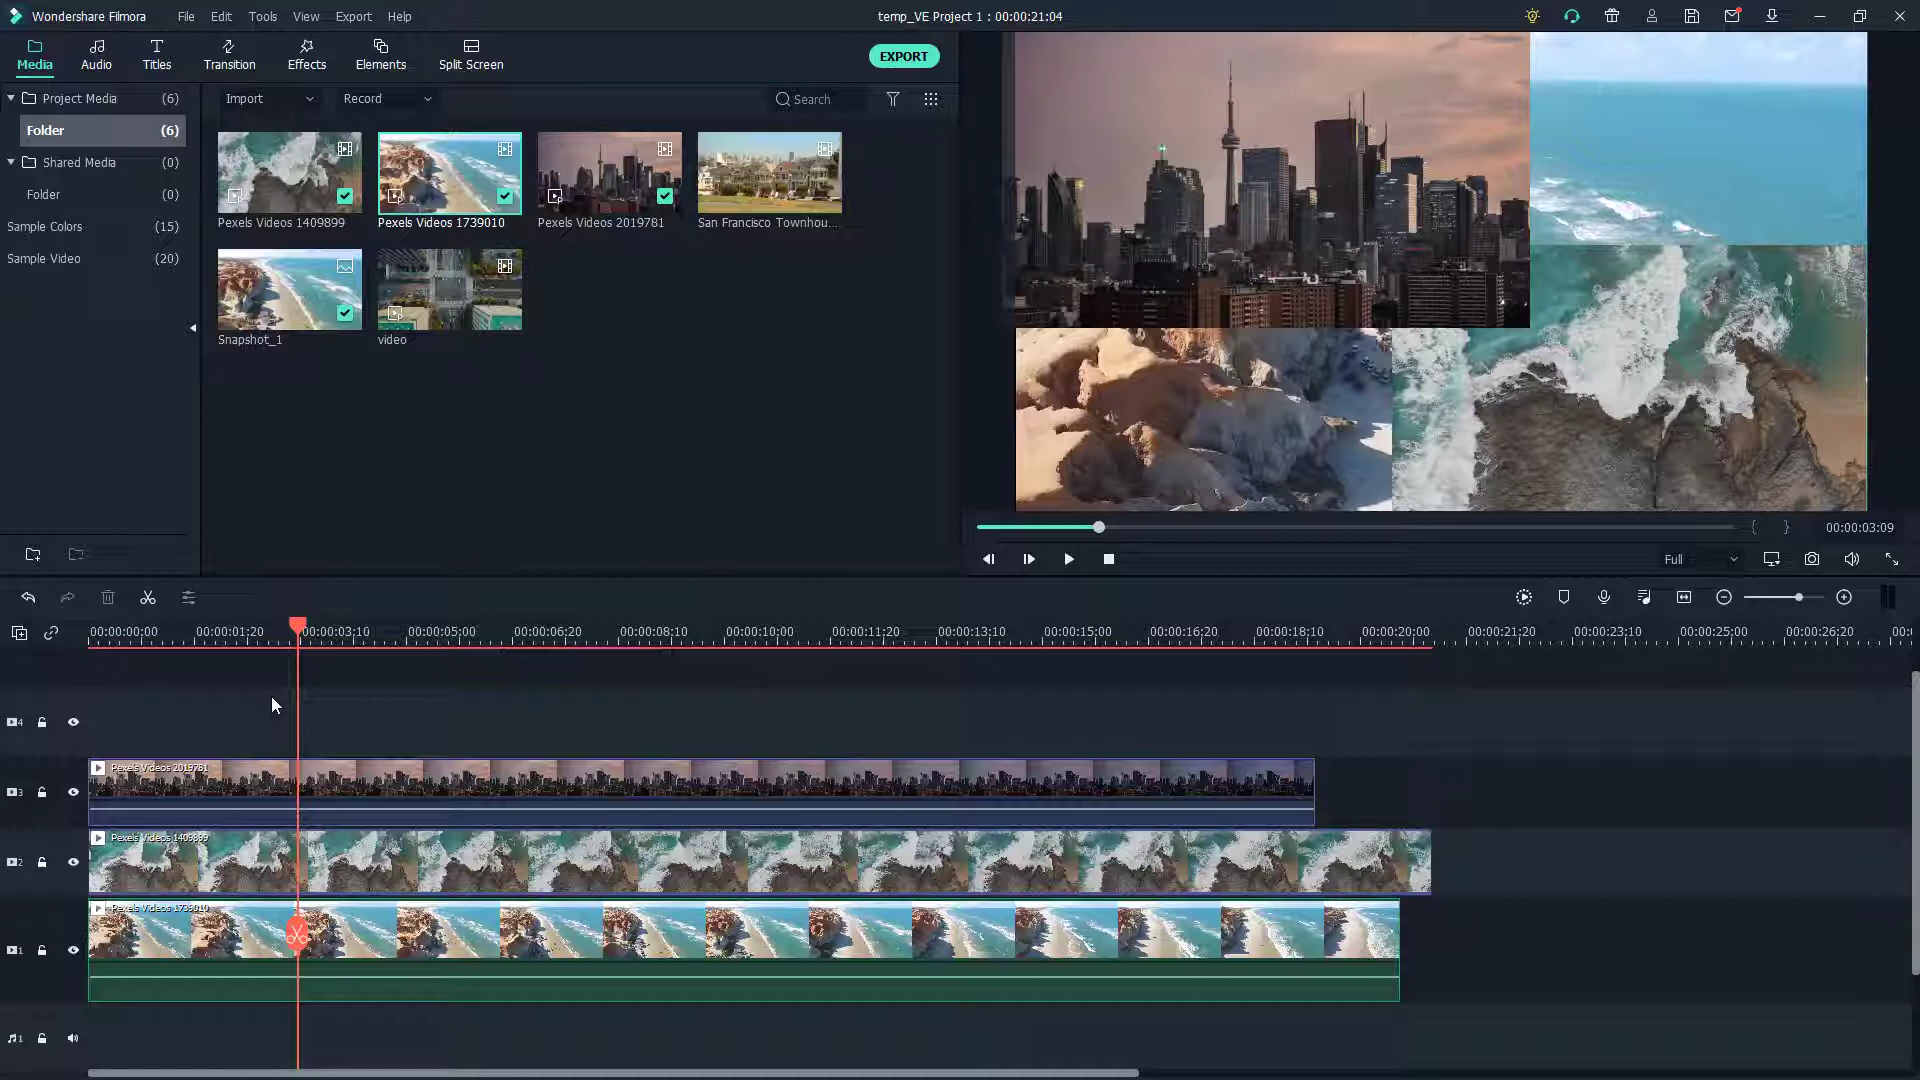 Wondershare Filmora
File Edit Tools View Export Help
temp_VE Project 1 : 00:00:21:04
Media Audio Titles Transition Effects Elements Split Screen
EXPORT
Project Media (6)
Folder (6)
Shared Media (0)
Folder (0)
Sample Colors (15)
Sample Video (20)
Import Record Search
Pexels Videos 1409899
Pexels Videos 1739010
Pexels Videos 2019781
San Francisco Townhou...
Snapshot_1
video
00:00:03:09
Full
00:00:00:00 00:00:01:20 00:00:03:10 00:00:05:00 00:00:06:20 00:00:08:10 00:00:10:00 00:00:11:20 00:00:13:10 00:00:15:00 00:00:16:20 00:00:18:10 00:00:20:00 00:00:21:20 00:00:23:10 00:00:25:00 00:00:26:20 00:0
4
3
Pexels Videos 2019781
2
Pexels Videos 1409899
1
Pexels Videos 1739010
1